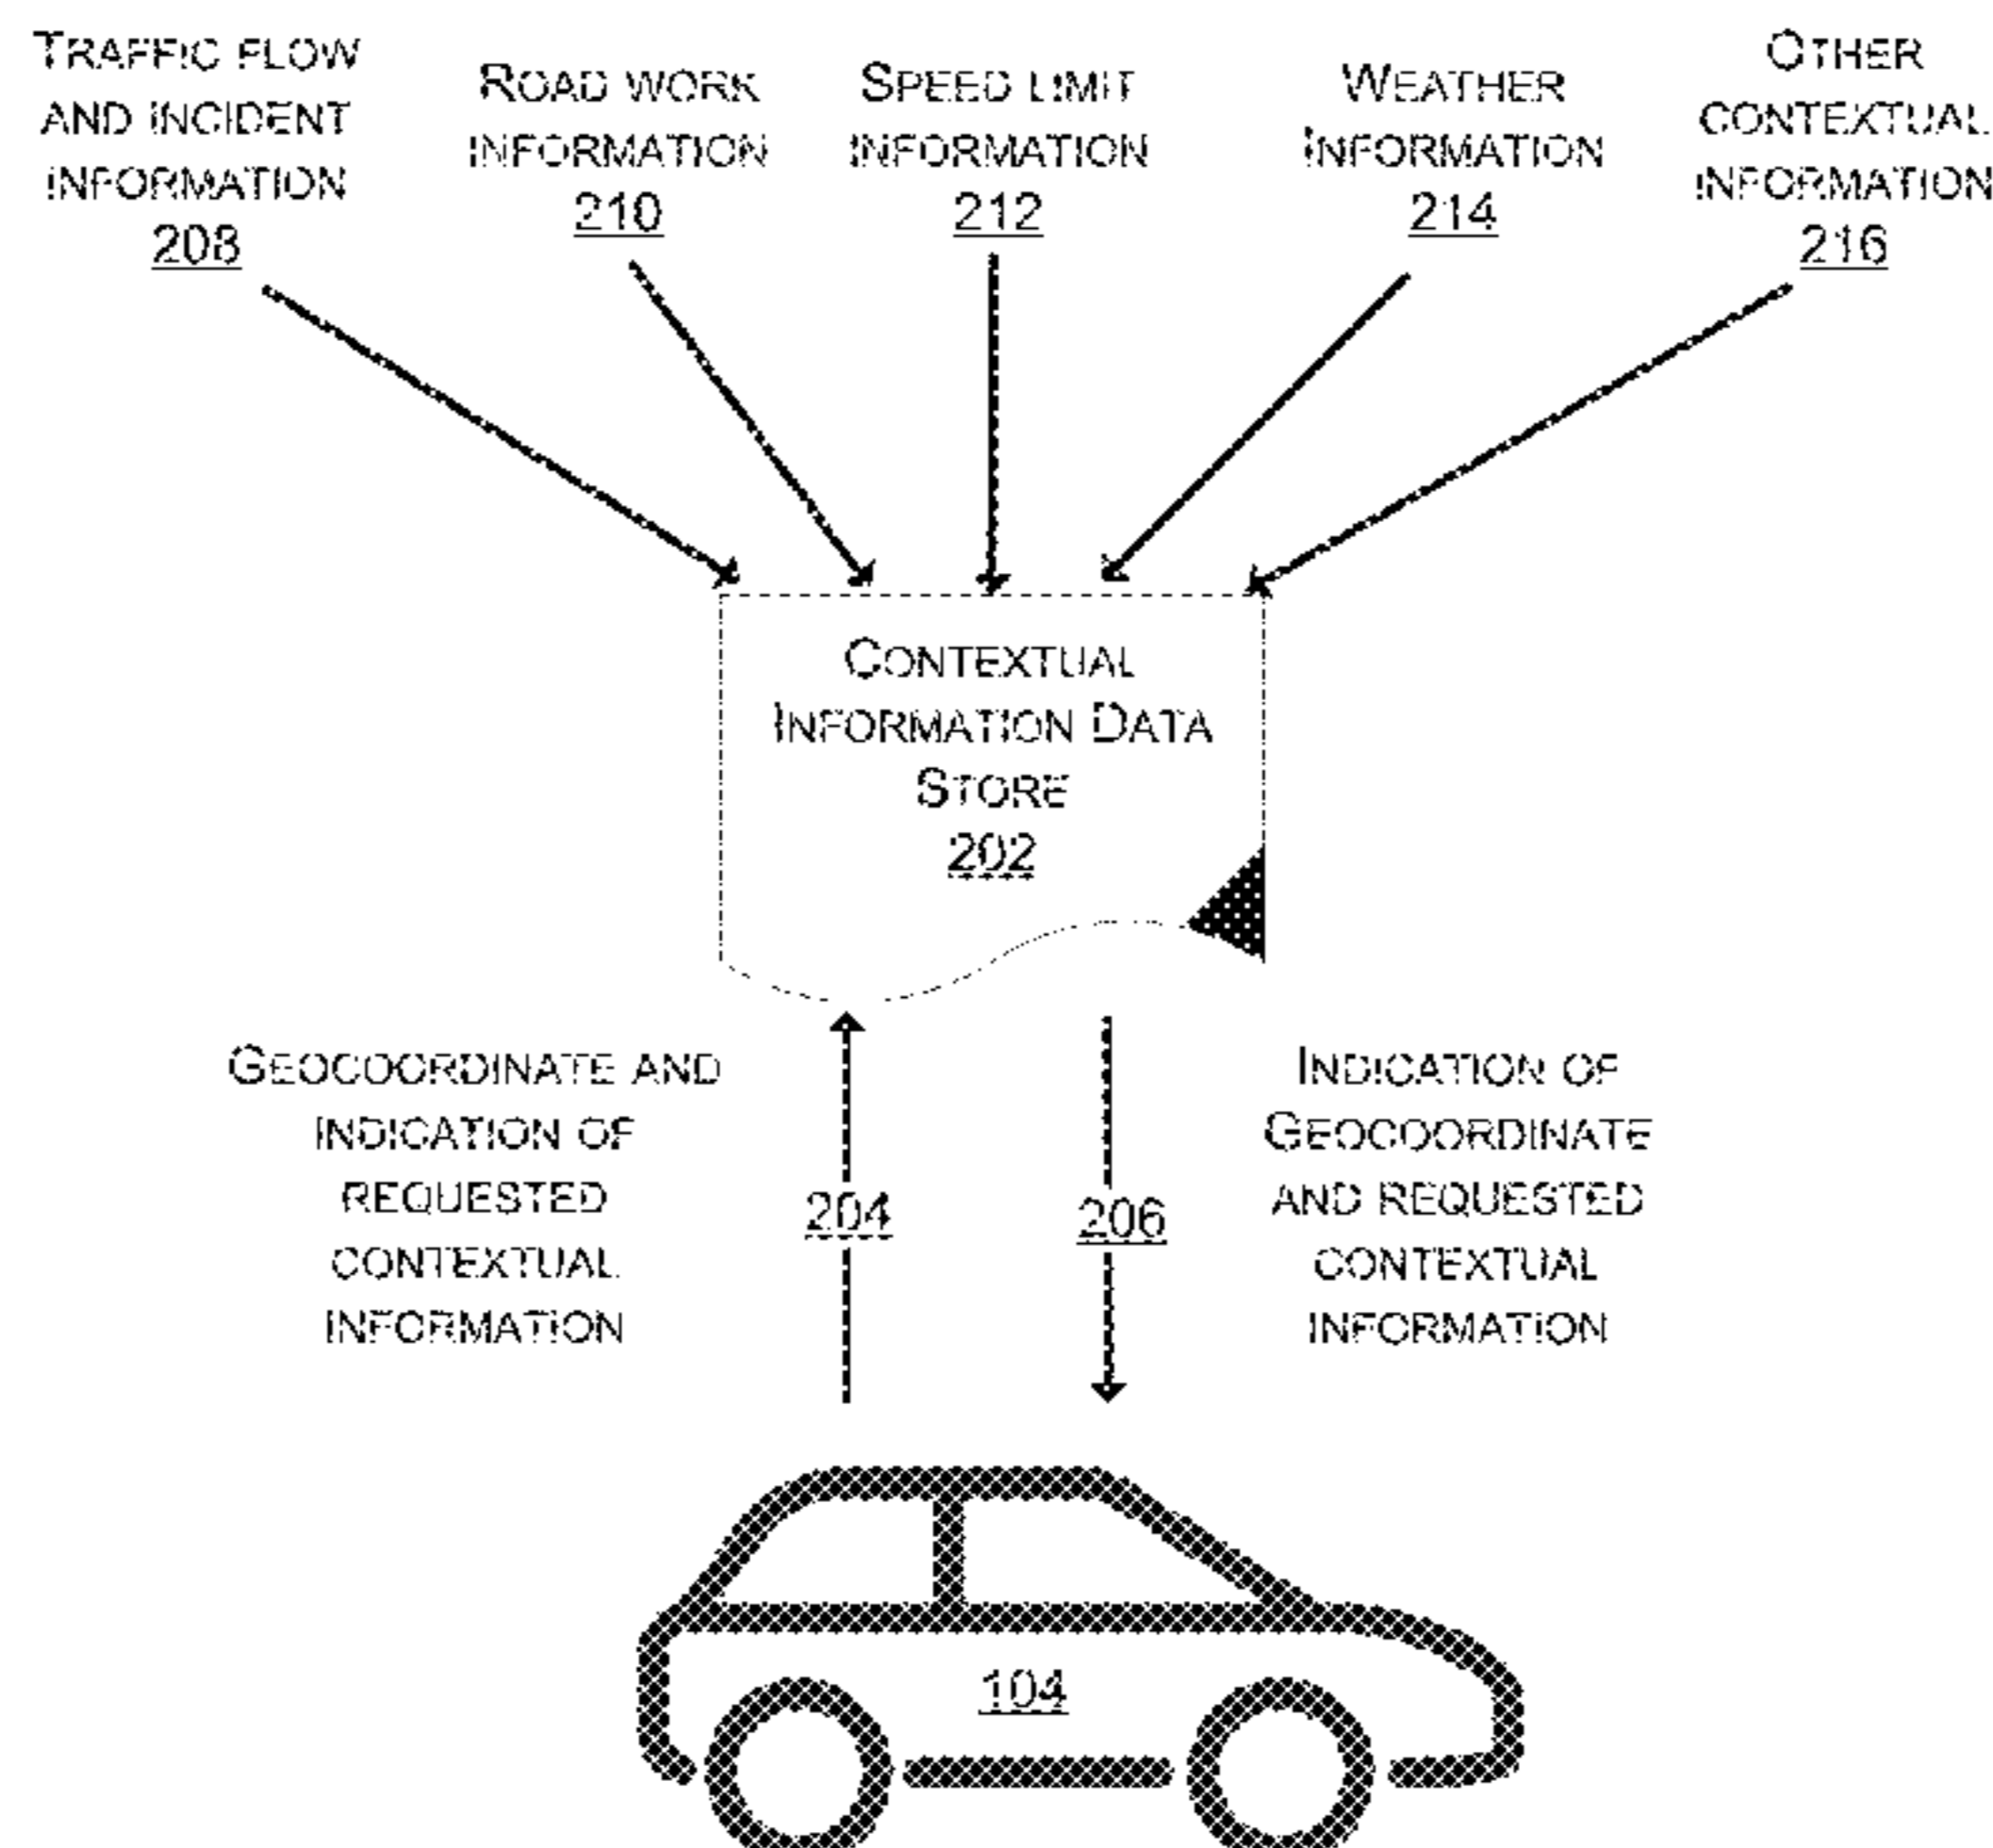 TRAFFIC FLOW
AND INCIDENT
INFORMATION
208
ROAD WORK
INFORMATION
210
SPEED LIMIT
INFORMATION
212
WEATHER
INFORMATION
214
OTHER
CONTEXTUAL
INFORMATION
216
CONTEXTUAL
INFORMATION DATA
STORE
202
GEOCOORDINATE AND
INDICATION OF
REQUESTED
CONTEXTUAL
INFORMATION
204
206
INDICATION OF
GEOCOORDINATE
AND REQUESTED
CONTEXTUAL
INFORMATION
104